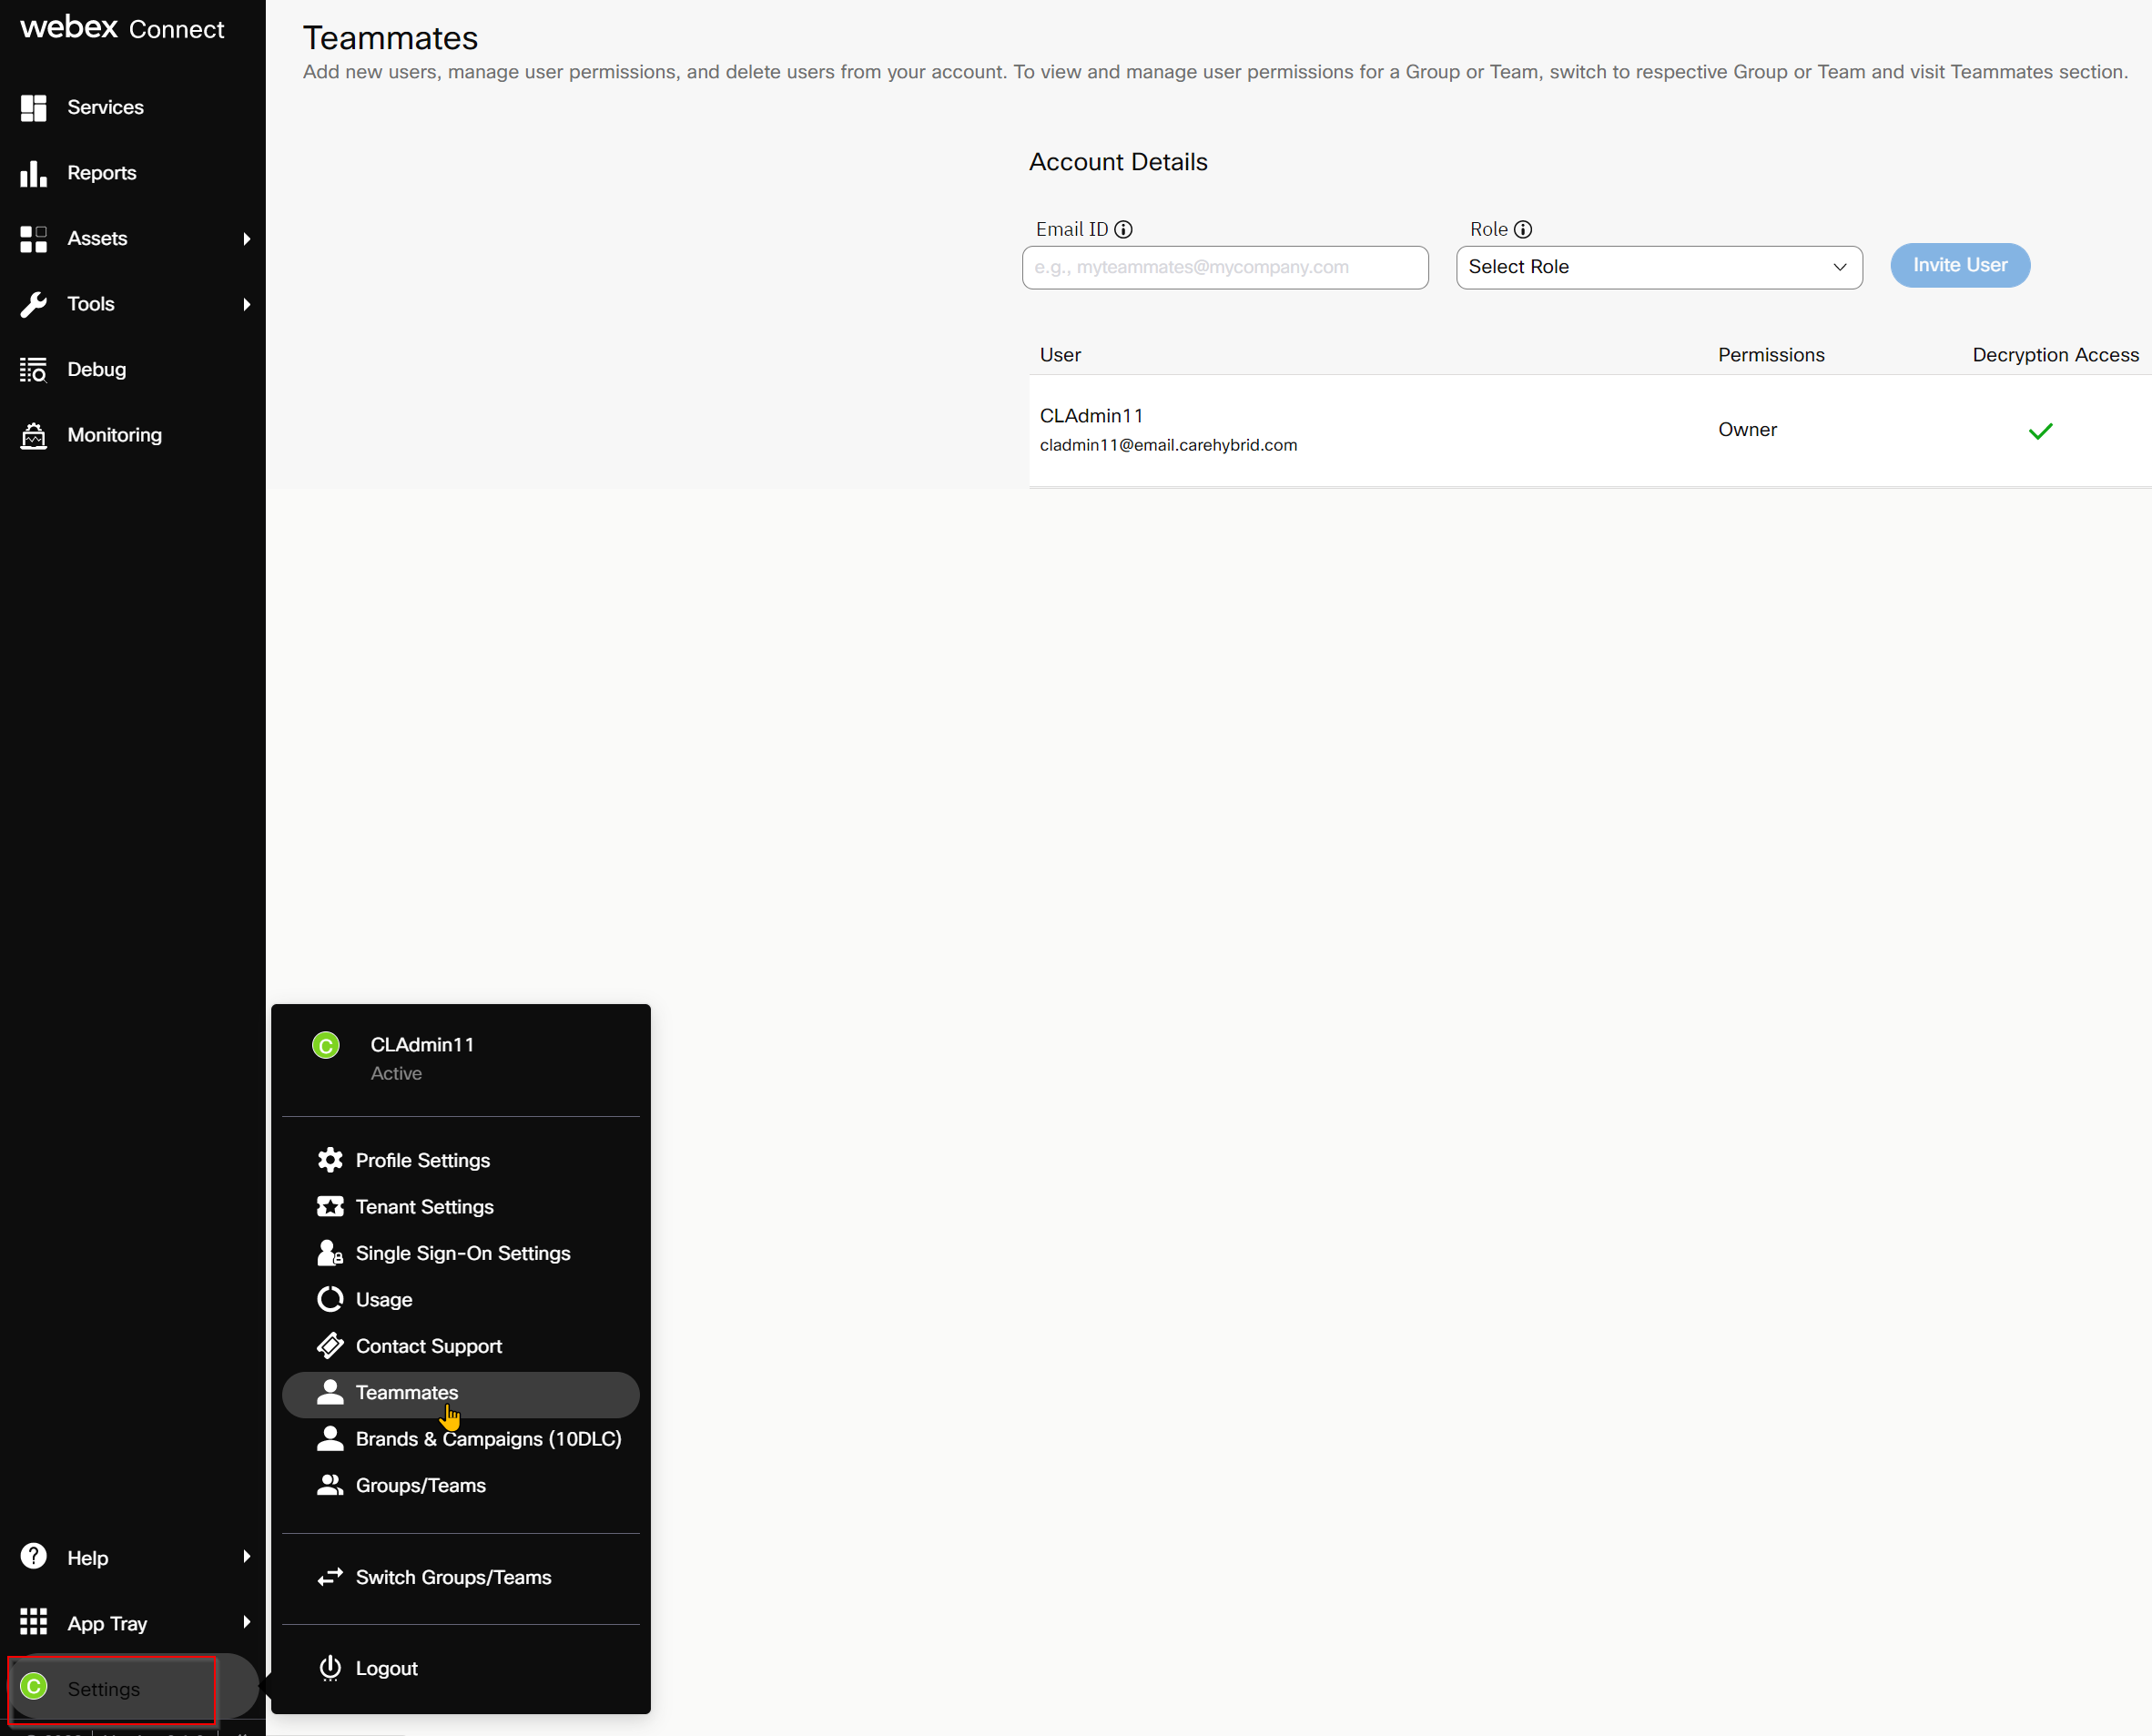 webex Connect
Services
Reports
Assets
Tools
Debug
Monitoring
Help
App Tray
C Settings
Teammates
Add new users, manage user permissions, and delete users from your account. To view and manage user permissions for a Group or Team, switch to respective Group or Team and visit Teammates section.
Account Details
Email ID
Role
e.g., myteammates@mycompany.com
Select Role
Invite User
User Permissions Decryption Access
CLAdmin11
cladmin11@email.carehybrid.com
Owner
C CLAdmin11
Active
Profile Settings
Tenant Settings
Single Sign-On Settings
Usage
Contact Support
Teammates
Brands & Campaigns (10DLC)
Groups/Teams
Switch Groups/Teams
Logout